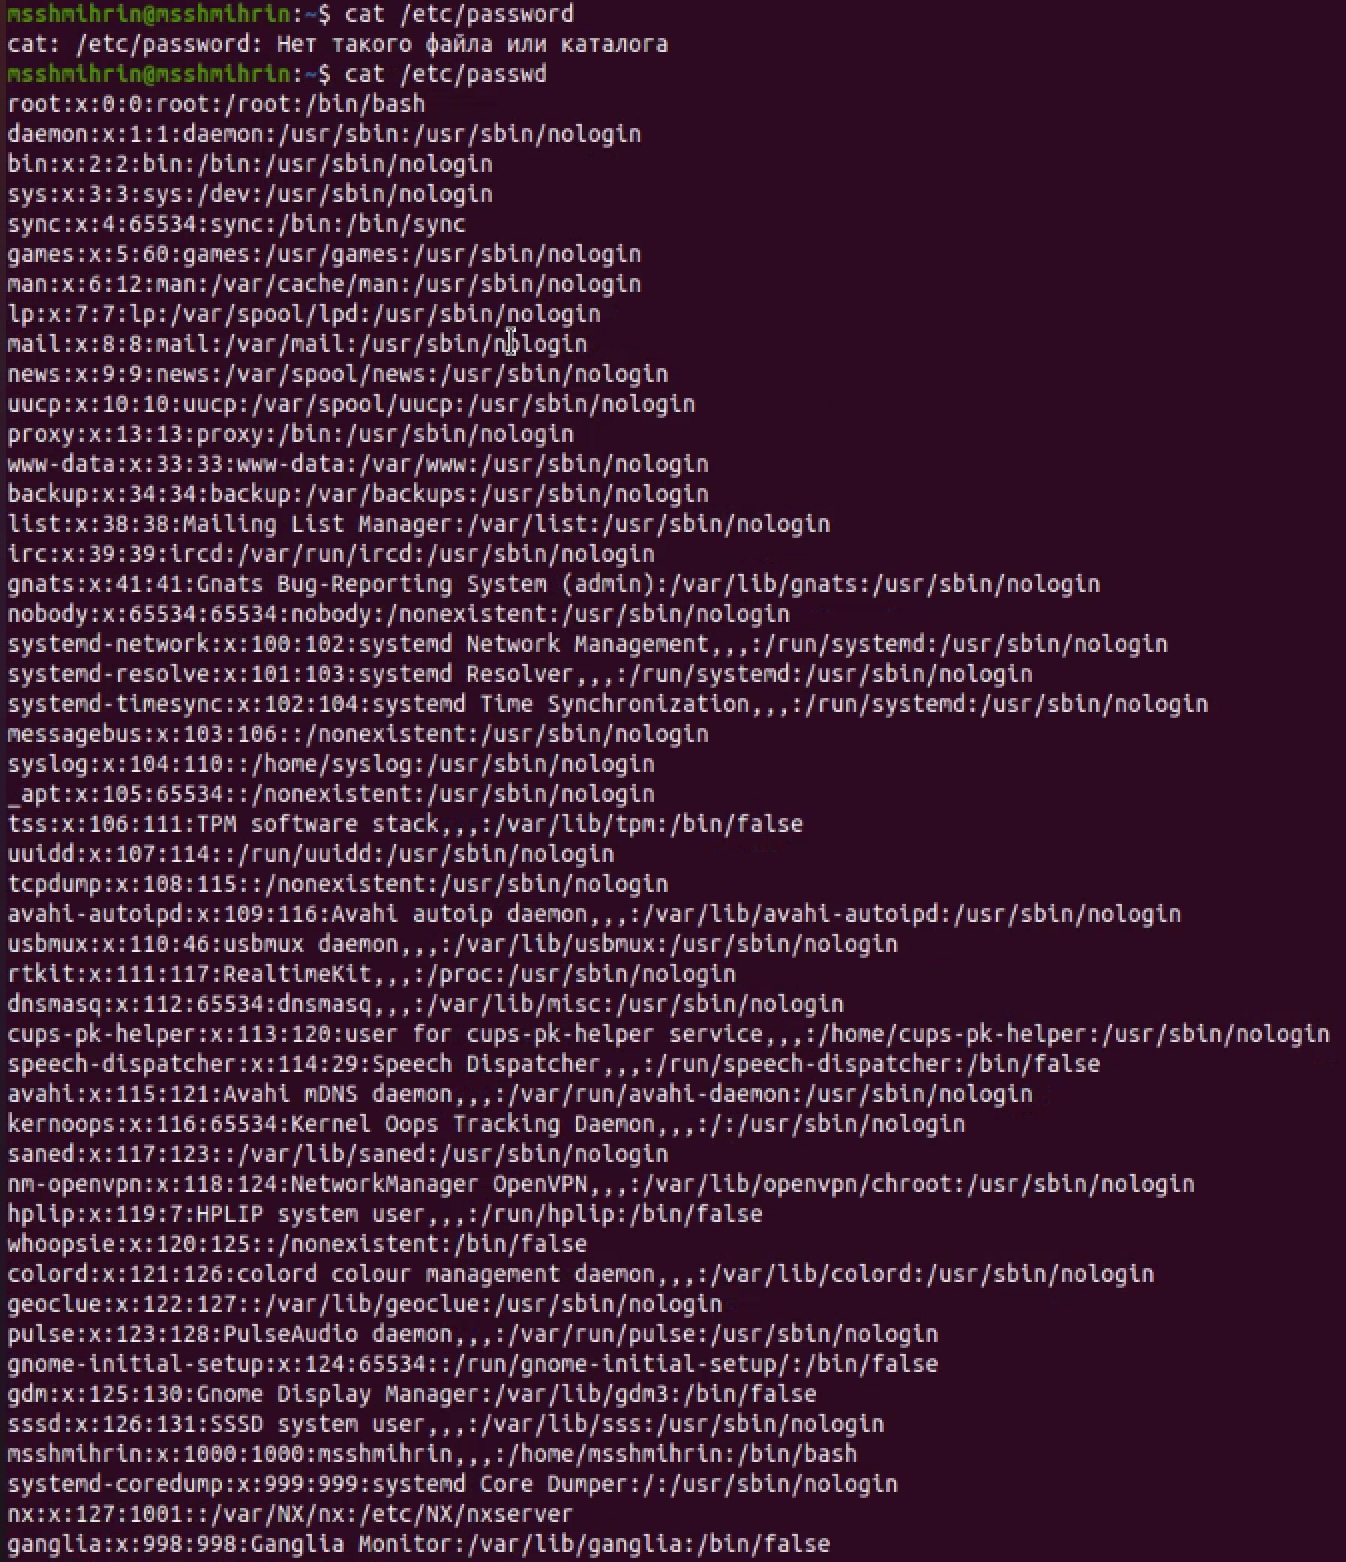 msshmihrin@msshmihrin:~$ cat /etc/password
cat: /etc/password: Нет такого файла или каталога
msshmihrin@msshmihrin:~$ cat /etc/passwd
root:x:0:0:root:/root:/bin/bash
daemon:x:1:1:daemon:/usr/sbin:/usr/sbin/nologin
bin:x:2:2:bin:/bin:/usr/sbin/nologin
sys:x:3:3:sys:/dev:/usr/sbin/nologin
sync:x:4:65534:sync:/bin:/bin/sync
games:x:5:60:games:/usr/games:/usr/sbin/nologin
man:x:6:12:man:/var/cache/man:/usr/sbin/nologin
lp:x:7:7:lp:/var/spool/lpd:/usr/sbin/nologin
mail:x:8:8:mail:/var/mail:/usr/sbin/nologin
news:x:9:9:news:/var/spool/news:/usr/sbin/nologin
uucp:x:10:10:uucp:/var/spool/uucp:/usr/sbin/nologin
proxy:x:13:13:proxy:/bin:/usr/sbin/nologin
www-data:x:33:33:www-data:/var/www:/usr/sbin/nologin
backup:x:34:34:backup:/var/backups:/usr/sbin/nologin
list:x:38:38:Mailing List Manager:/var/list:/usr/sbin/nologin
irc:x:39:39:ircd:/var/run/ircd:/usr/sbin/nologin
gnats:x:41:41:Gnats Bug-Reporting System (admin):/var/lib/gnats:/usr/sbin/nologin
nobody:x:65534:65534:nobody:/nonexistent:/usr/sbin/nologin
systemd-network:x:100:102:systemd Network Management,,,:/run/systemd:/usr/sbin/nologin
systemd-resolve:x:101:103:systemd Resolver,,,:/run/systemd:/usr/sbin/nologin
systemd-timesync:x:102:104:systemd Time Synchronization,,,:/run/systemd:/usr/sbin/nologin
messagebus:x:103:106::/nonexistent:/usr/sbin/nologin
syslog:x:104:110::/home/syslog:/usr/sbin/nologin
_apt:x:105:65534::/nonexistent:/usr/sbin/nologin
tss:x:106:111:TPM software stack,,,:/var/lib/tpm:/bin/false
uuidd:x:107:114::/run/uuidd:/usr/sbin/nologin
tcpdump:x:108:115::/nonexistent:/usr/sbin/nologin
avahi-autoipd:x:109:116:Avahi autoip daemon,,,:/var/lib/avahi-autoipd:/usr/sbin/nologin
usbmux:x:110:46:usbmux daemon,,,:/var/lib/usbmux:/usr/sbin/nologin
rtkit:x:111:117:RealtimeKit,,,:/proc:/usr/sbin/nologin
dnsmasq:x:112:65534:dnsmasq,,,:/var/lib/misc:/usr/sbin/nologin
cups-pk-helper:x:113:120:user for cups-pk-helper service,,,:/home/cups-pk-helper:/usr/sbin/nologin
speech-dispatcher:x:114:29:Speech Dispatcher,,,:/run/speech-dispatcher:/bin/false
avahi:x:115:121:Avahi mDNS daemon,,,:/var/run/avahi-daemon:/usr/sbin/nologin
kernoops:x:116:65534:Kernel Oops Tracking Daemon,,,:/:/usr/sbin/nologin
saned:x:117:123::/var/lib/saned:/usr/sbin/nologin
nm-openvpn:x:118:124:NetworkManager OpenVPN,,,:/var/lib/openvpn/chroot:/usr/sbin/nologin
hplip:x:119:7:HPLIP system user,,,:/run/hplip:/bin/false
whoopsie:x:120:125::/nonexistent:/bin/false
colord:x:121:126:colord colour management daemon,,,:/var/lib/colord:/usr/sbin/nologin
geoclue:x:122:127::/var/lib/geoclue:/usr/sbin/nologin
pulse:x:123:128:PulseAudio daemon,,,:/var/run/pulse:/usr/sbin/nologin
gnome-initial-setup:x:124:65534::/run/gnome-initial-setup/:/bin/false
gdm:x:125:130:Gnome Display Manager:/var/lib/gdm3:/bin/false
sssd:x:126:131:SSSD system user,,,:/var/lib/sss:/usr/sbin/nologin
msshmihrin:x:1000:1000:msshmihrin,,,:/home/msshmihrin:/bin/bash
systemd-coredump:x:999:999:systemd Core Dumper:/:/usr/sbin/nologin
nx:x:127:1001::/var/NX/nx:/etc/NX/nxserver
ganglia:x:998:998:Ganglia Monitor:/var/lib/ganglia:/bin/false